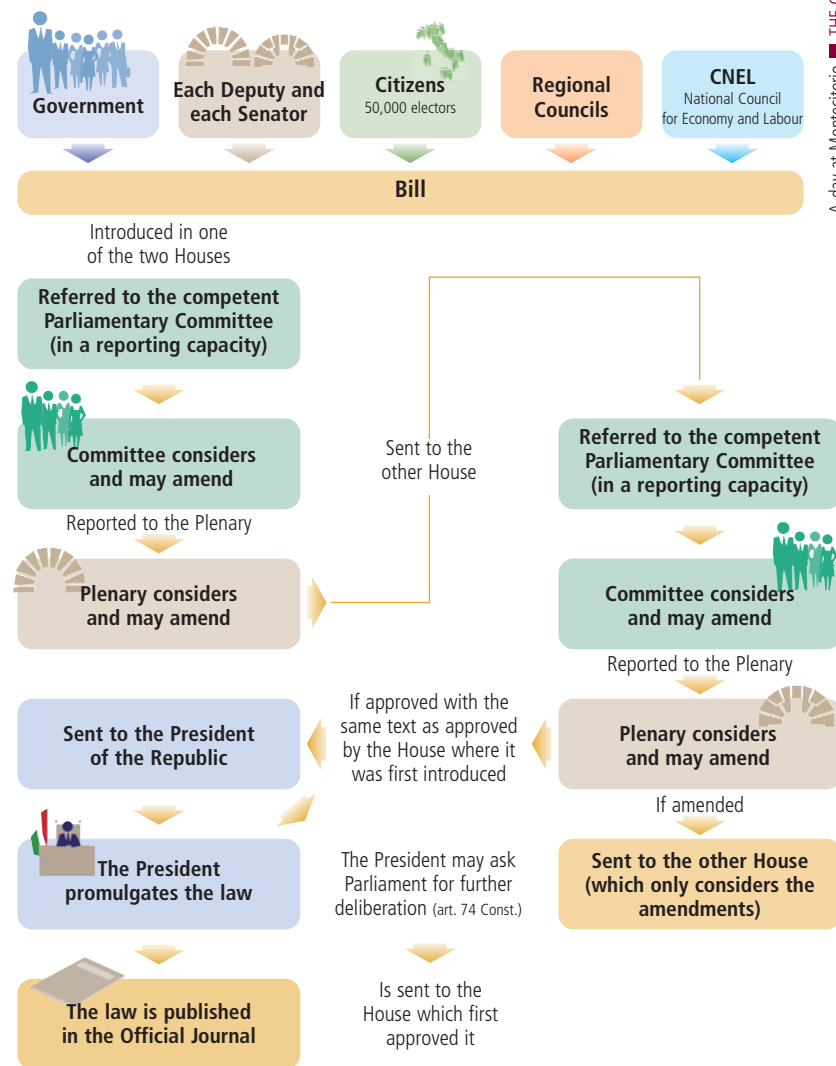 Government
Each Deputy and
each Senator
Citizens
50,000 electors
Regional
Councils
CNEL
National Council
for Economy and Labour
Bill
Introduced in one
of the two Houses
Referred to the competent
Parliamentary Committee
(in a reporting capacity)
Committee considers
and may amend
Reported to the Plenary
Plenary considers
and may amend
Sent to the
other House
Referred to the competent
Parliamentary Committee
(in a reporting capacity)
Committee considers
and may amend
Reported to the Plenary
Plenary considers
and may amend
If approved with the
same text as approved
by the House where it
was first introduced
Sent to the President
of the Republic
If amended
Sent to the other House
(which only considers the
amendments)
The President
promulgates the law
The President may ask
Parliament for further
deliberation (art. 74 Const.)
Is sent to the
House which first
approved it
The law is published
in the Official Journal
A day at Montecitorio THE